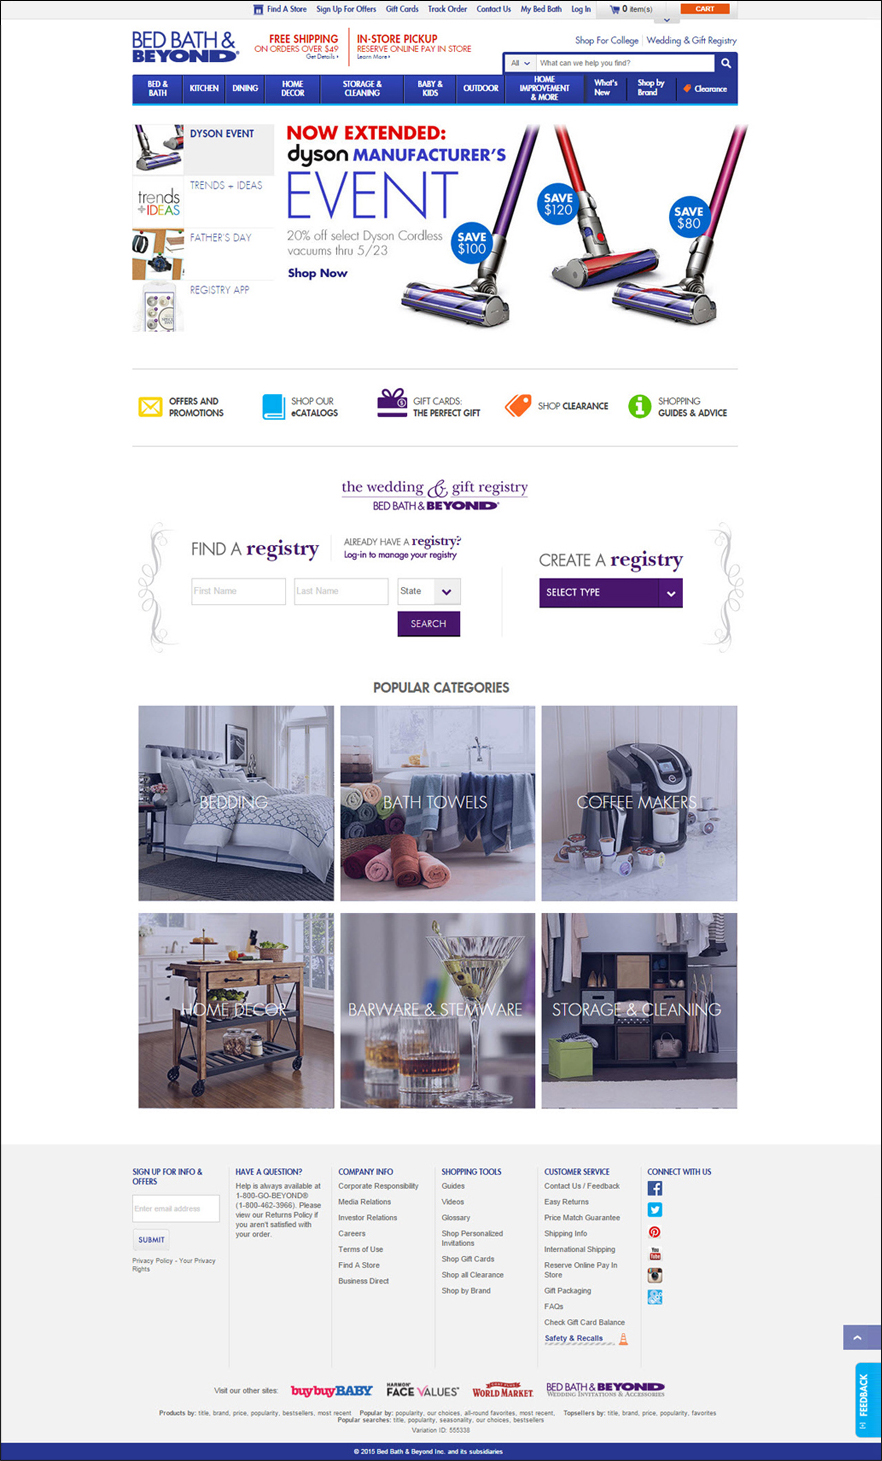 Find A Store Sign Up For Offers Gift Cards Track Order Contact Us My Bed Bath Log In 0 item(s) CART
BED BATH &
BEYOND
FREE SHIPPING
ON ORDERS OVER $49
Get Details
IN-STORE PICKUP
RESERVE ONLINE PAY IN STORE
Learn More
Shop For College Wedding & Gift Registry
All What can we help you find?
BED & BATH KITCHEN DINING HOME DECOR STORAGE & CLEANING BABY & KIDS OUTDOOR HOME IMPROVEMENT & MORE What's New Shop by Brand Clearance
DYSON EVENT
trends +IDEAS
TRENDS + IDEAS
FATHER'S DAY
REGISTRY APP
NOW EXTENDED:
dyson MANUFACTURER'S
EVENT
20% off select Dyson Cordless
vacuums thru 5/23
Shop Now
SAVE
$100
SAVE
$120
SAVE
$80
OFFERS AND
PROMOTIONS
SHOP OUR
eCATALOGS
GIFT CARDS:
THE PERFECT GIFT
SHOP CLEARANCE
SHOPPING
GUIDES & ADVICE
the wedding & gift registry
BED BATH & BEYOND
FIND A registry
ALREADY HAVE A registry?
Log-in to manage your registry
First Name Last Name State
SEARCH
CREATE A registry
SELECT TYPE
POPULAR CATEGORIES
BEDDING
BATH TOWELS
COFFEE MAKERS
HOME DECOR
BARWARE & STEMWARE
STORAGE & CLEANING
SIGN UP FOR INFO &
OFFERS
Enter email address
SUBMIT
Privacy Policy - Your Privacy
Rights
HAVE A QUESTION?
Help is always available at
1-800-GO-BEYOND®
(1-800-462-3966). Please
view our Returns Policy if
you aren't satisfied with
your order.
COMPANY INFO
Corporate Responsibility
Media Relations
Investor Relations
Careers
Terms of Use
Find A Store
Business Direct
SHOPPING TOOLS
Guides
Videos
Glossary
Shop Personalized
Invitations
Shop Gift Cards
Shop all Clearance
Shop by Brand
CUSTOMER SERVICE
Contact Us / Feedback
Easy Returns
Price Match Guarantee
Shipping Info
International Shipping
Reserve Online Pay In
Store
Gift Packaging
FAQs
Check Gift Card Balance
Safety & Recalls
CONNECT WITH US
You
Tube
[+] FEEDBACK
Visit our other sites: buybuyBABY HARMON FACE VALUES WORLD MARKET BED BATH & BEYOND
WEDDING INVITATIONS & ACCESSORIES
Products by: title, brand, price, popularity, bestsellers, most recent Popular by: popularity, our choices, all-round favorites, most recent, Topsellers by: title, brand, price, popularity, favorites
Popular searches: title, popularity, seasonality, our choices, bestsellers
Variation ID: 555338
© 2015 Bed Bath & Beyond Inc. and its subsidiaries